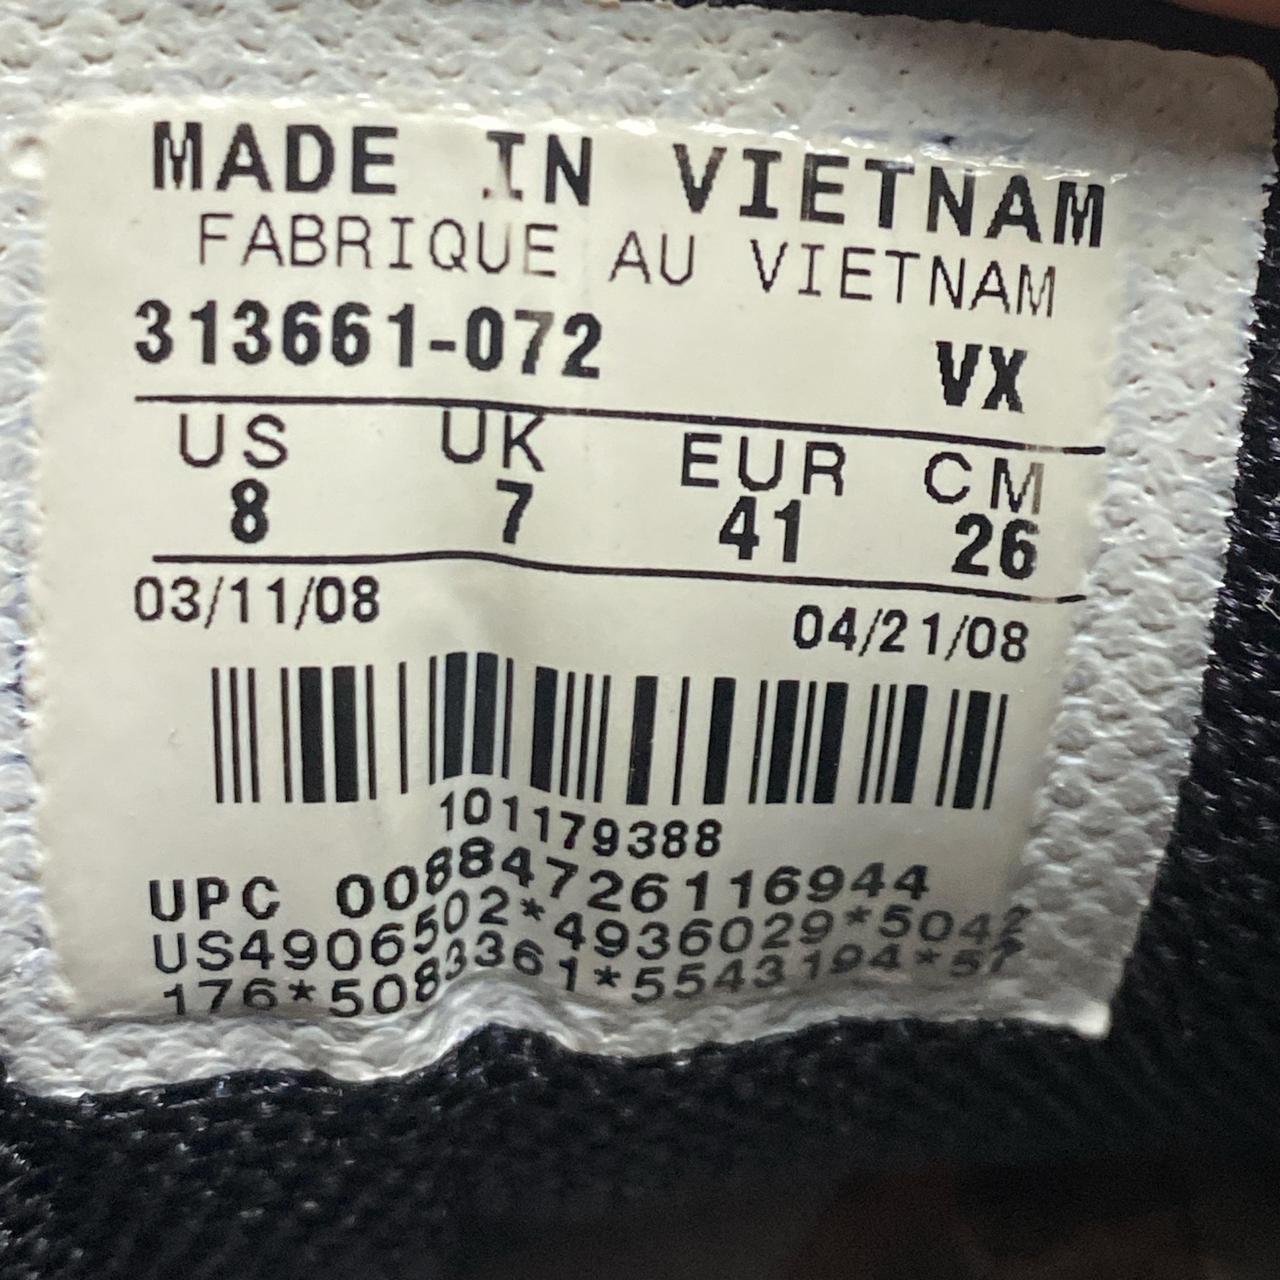 MADE IN VIETNAM
FABRIQUE AU VIETNAM
313661-072 VX
US UK EUR CM
8 7 41 26
03/11/08 04/21/08
101179388
UPC 00884726116944
US4906502*4936029*5042
176*5083361*5543194*57